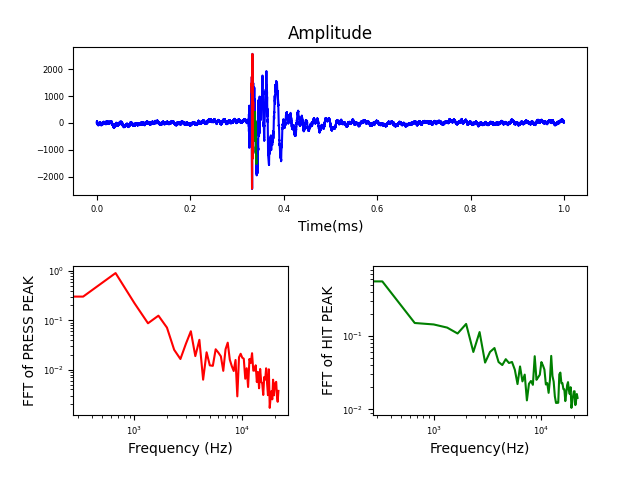 Amplitude
2000
1000
0
−1000
−2000
0.0 0.2 0.4 0.6 0.8 1.0
Time(ms)
FFT of PRESS PEAK
10⁰
10⁻¹
10⁻²
10³ 10⁴
Frequency (Hz)
FFT of HIT PEAK
10⁻¹
10⁻²
10³ 10⁴
Frequency(Hz)